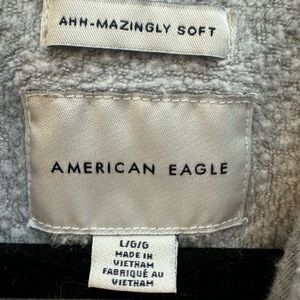 AHH-MAZINGLY SOFT
AMERICAN EAGLE
L/G/G
MADE IN
VIETNAM
FABRIQUÉ AU
VIETNAM